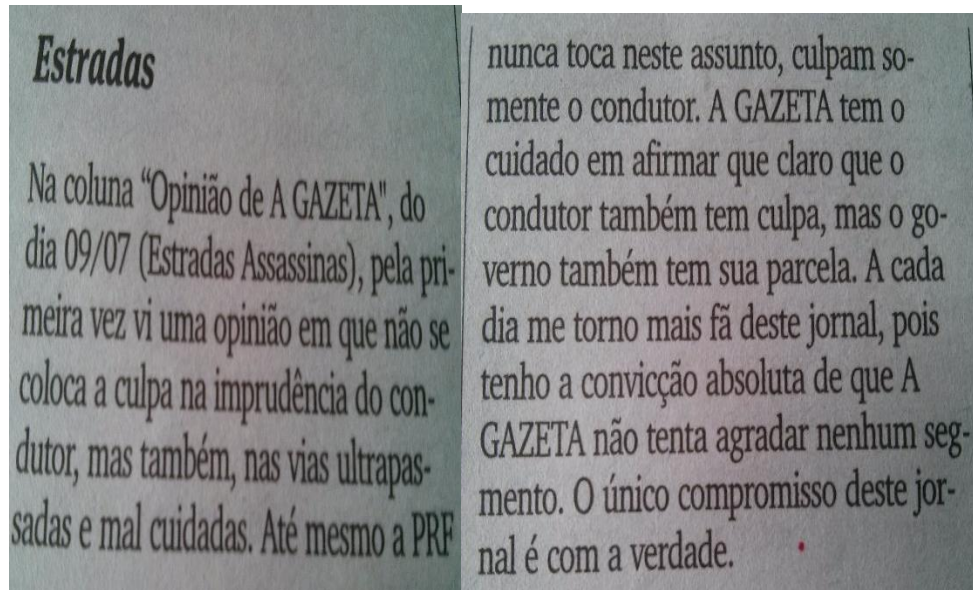 Estradas
Na coluna “Opinião de A GAZETA", do
dia 09/07 (Estradas Assassinas), pela pri-
meira vez vi uma opinião em que não se
coloca a culpa na imprudência do con-
dutor, mas também, nas vias ultrapas-
sadas e mal cuidadas. Até mesmo a PRF
nunca toca neste assunto, culpam so-
mente o condutor. A GAZETA tem o
cuidado em afirmar que claro que o
condutor também tem culpa, mas o go-
verno também tem sua parcela. A cada
dia me torno mais fã deste jornal, pois
tenho a convicção absoluta de que A
GAZETA não tenta agradar nenhum seg-
mento. O único compromisso deste jor-
nal é com a verdade.